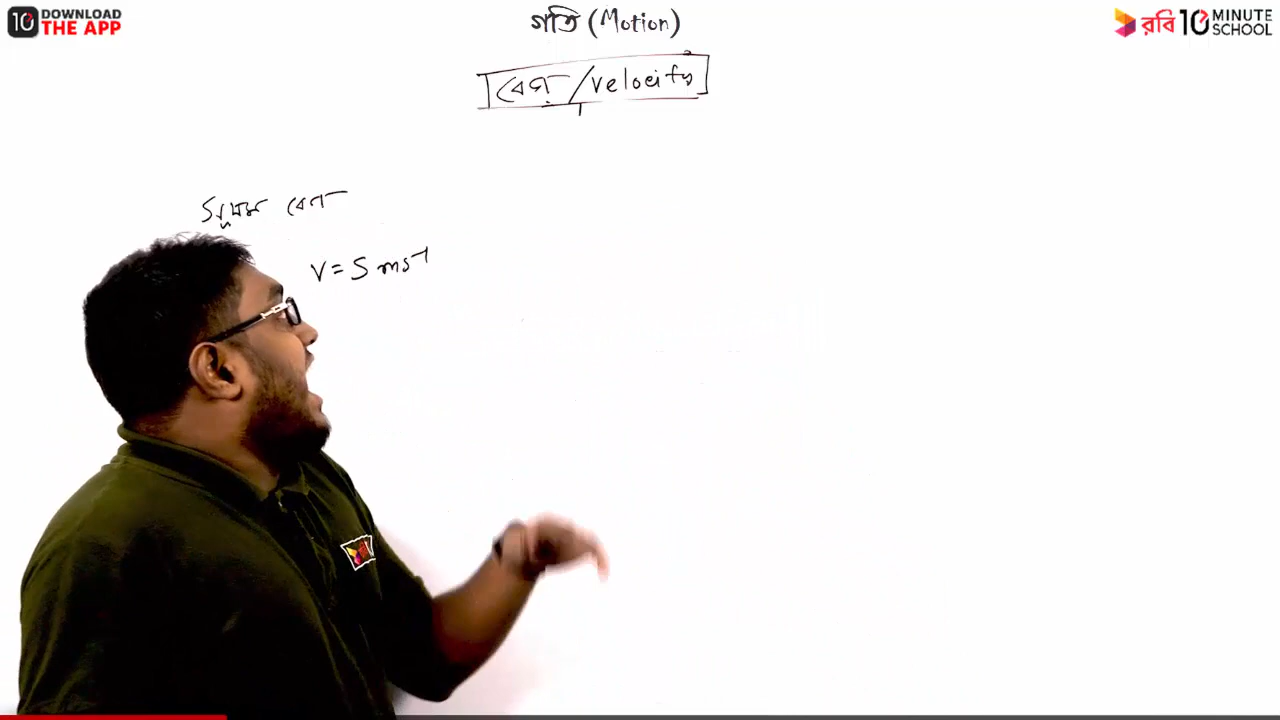 10 DOWNLOAD THE APP
রবি 10 MINUTE SCHOOL
গতি (Motion)
বেগ / velocity
সুষম বেগ
v = 5 ms⁻¹